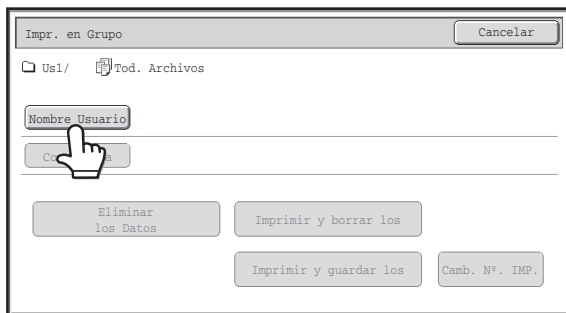 Impr. en Grupo
Cancelar
Us1/ Tod. Archivos
Nombre Usuario
Eliminar
los Datos
Imprimir y borrar los
Imprimir y guardar los
Camb. Nº. IMP.